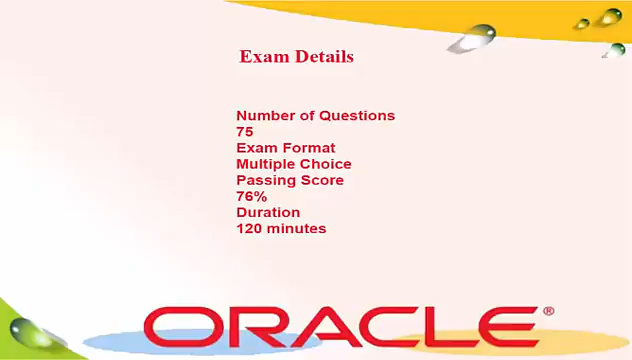 Exam Details
Number of Questions
75
Exam Format
Multiple Choice
Passing Score
76%
Duration
120 minutes
ORACLE®